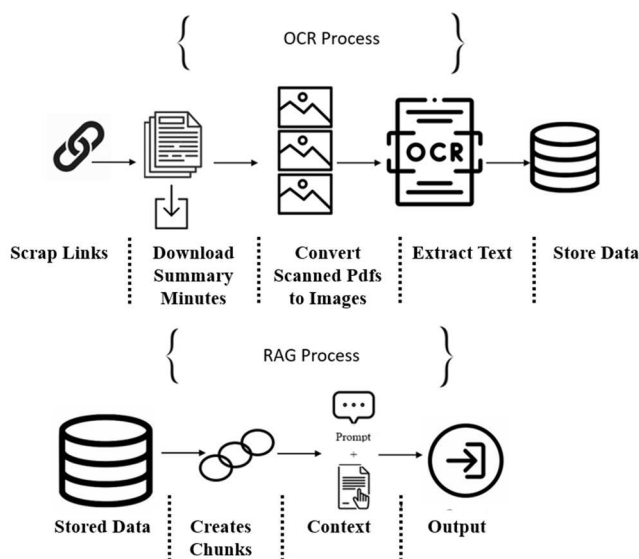 { OCR Process }
OCR
Scrap Links
Download
Summary
Minutes
Convert
Scanned Pdfs
to Images
Extract Text
Store Data
{ RAG Process }
Prompt
+
Stored Data
Creates
Chunks
Context
Output